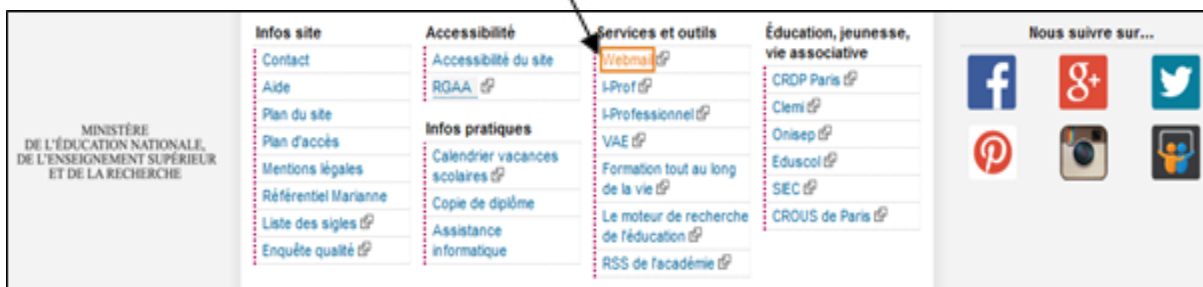 MINISTÈRE
DE L'ÉDUCATION NATIONALE,
DE L'ENSEIGNEMENT SUPÉRIEUR
ET DE LA RECHERCHE
Infos site
Contact
Aide
Plan du site
Plan d'accès
Mentions légales
Référentiel Marianne
Liste des sigles
Enquête qualité
Accessibilité
Accessibilité du site
RGAA
Infos pratiques
Calendrier vacances
scolaires
Copie de diplôme
Assistance
informatique
Services et outils
Webmail
I-Prof
I-Professionnel
VAE
Formation tout au long
de la vie
Le moteur de recherche
de l'éducation
RSS de l'académie
Éducation, jeunesse,
vie associative
CRDP Paris
Clemi
Onisep
Eduscol
SIEC
CROUS de Paris
Nous suivre sur...